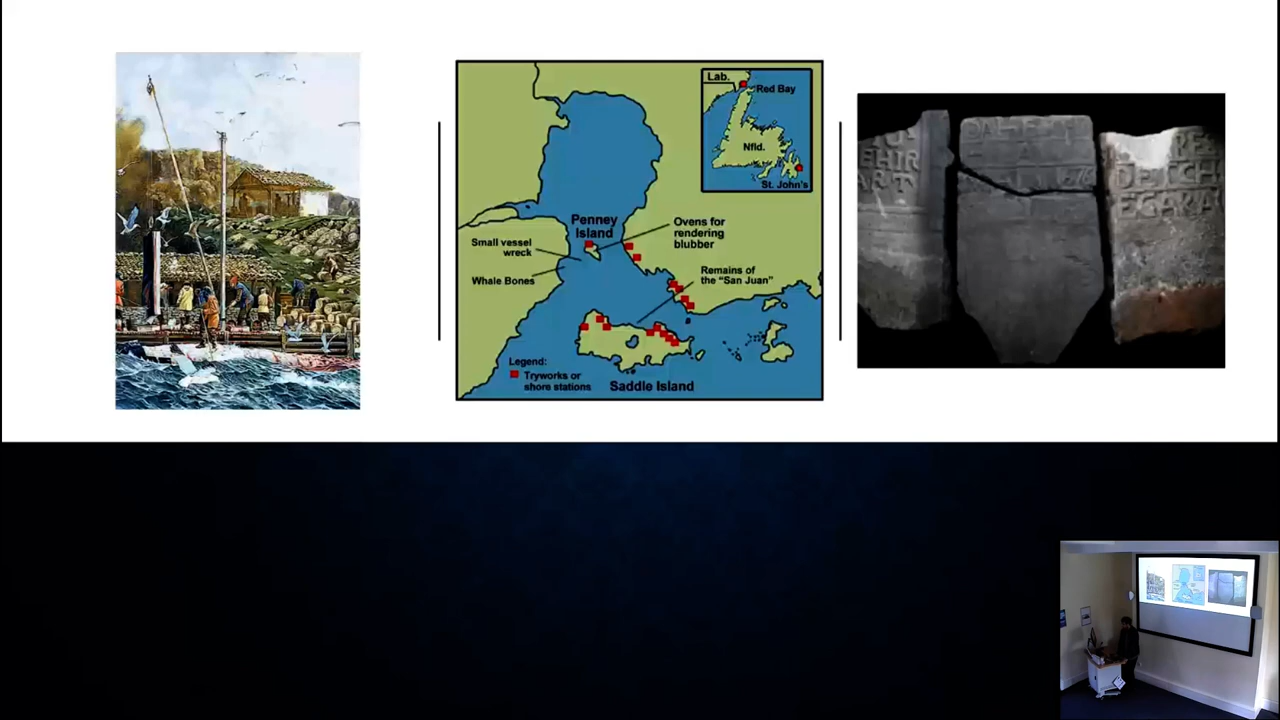 Lab.
Red Bay
Nfld.
St. John's
Penney
Island
Ovens for
rendering
blubber
Small vessel
wreck
Whale Bones
Remains of
the “San Juan”
Legend:
Tryworks or
shore stations
Saddle Island
EHIR